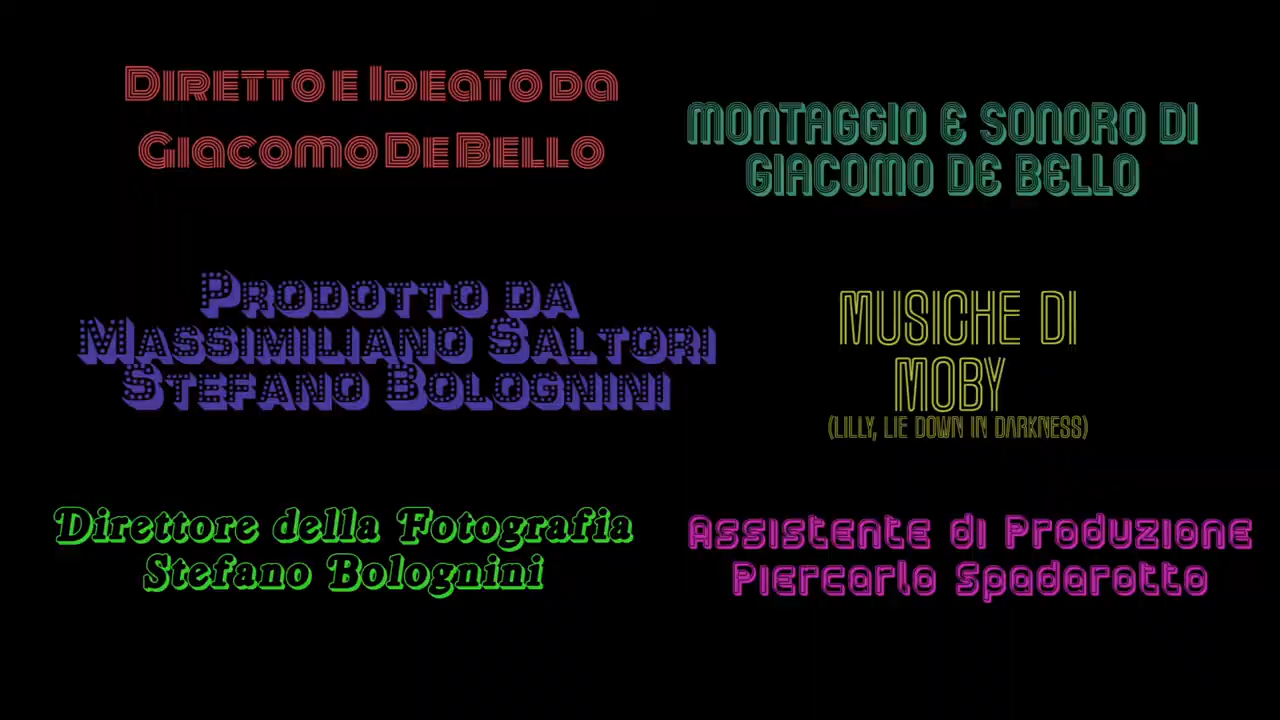 Diretto e Ideato da
Giacomo De Bello
MONTAGGIO E SONORO DI
GIACOMO DE BELLO
Prodotto da
Massimiliano Saltori
Stefano Bolognini
MUSICHE DI
MOBY
(LILLY, LIE DOWN IN DARKNESS)
Direttore della Fotografia
Stefano Bolognini
Assistente di Produzione
Piercarlo Spadarotto